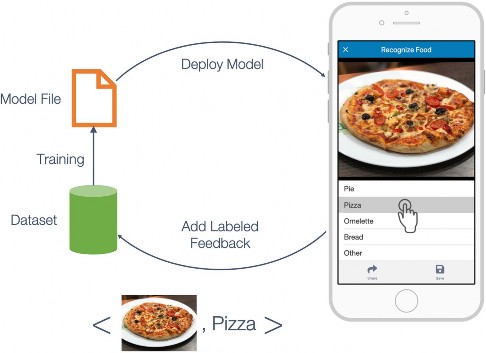 Recognize Food
Deploy Model
Model File
Training
Dataset
Add Labeled
Feedback
Pie
Pizza
Omelette
Bread
Other
Share
Save
< , Pizza >